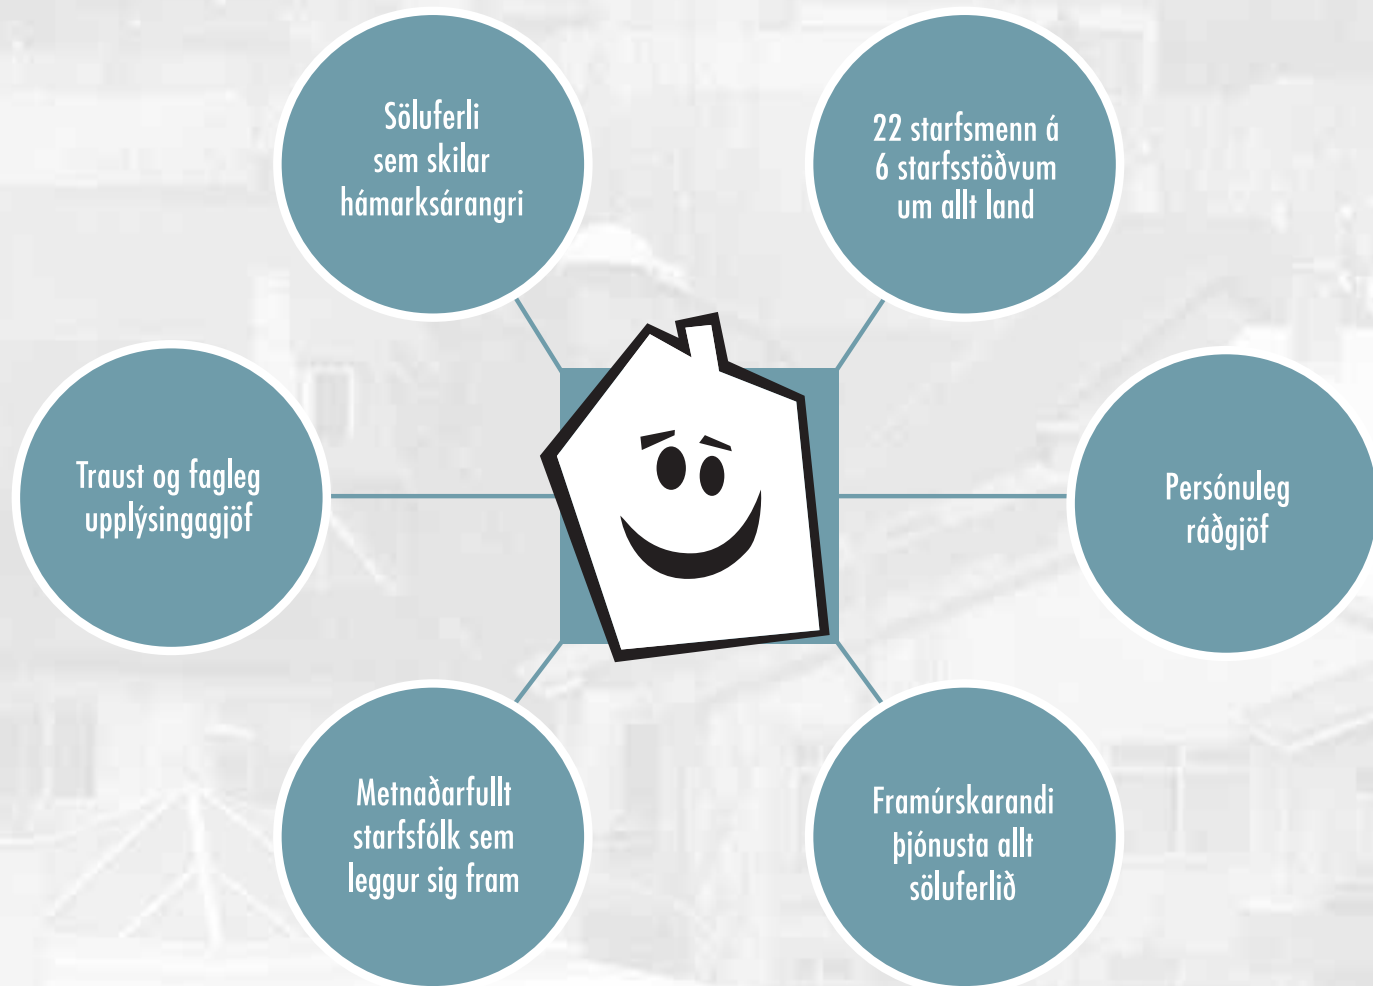 Söluferli
sem skilar
hámarksárangri
22 starfsmenn á
6 starfsstöðvum
um allt land
Traust og fagleg
upplýsingagjöf
Persónuleg
ráðgjöf
Metnaðarfullt
starfsfólk sem
leggur sig fram
Framúrskarandi
þjónusta allt
söluferlið